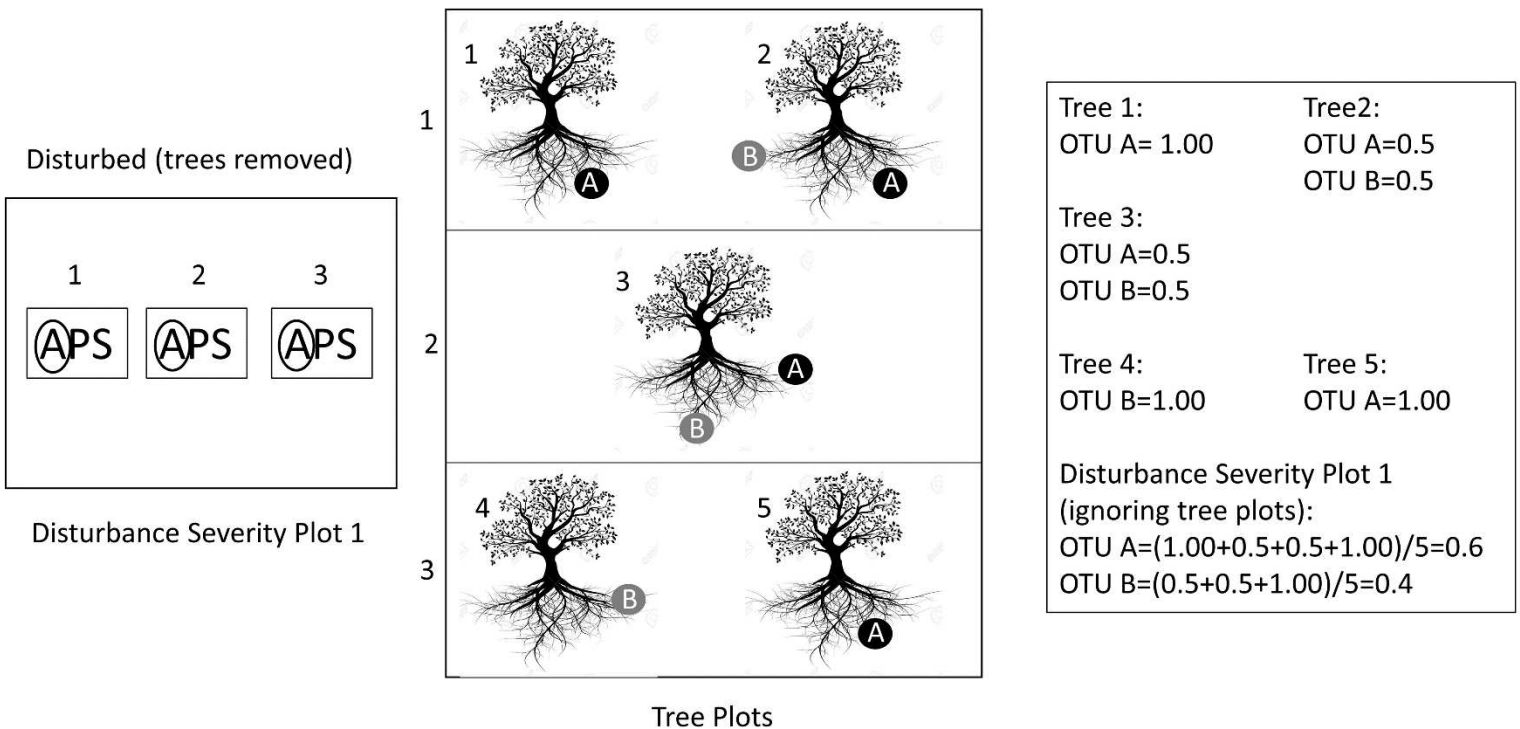 Disturbed (trees removed)
1 2 3
APS APS APS
Disturbance Severity Plot 1
1
1
A
2
B
A
2
3
A
B
3
4
B
5
A
Tree Plots
Tree 1:
OTU A= 1.00
Tree2:
OTU A=0.5
OTU B=0.5
Tree 3:
OTU A=0.5
OTU B=0.5
Tree 4:
OTU B=1.00
Tree 5:
OTU A=1.00
Disturbance Severity Plot 1
(ignoring tree plots):
OTU A=(1.00+0.5+0.5+1.00)/5=0.6
OTU B=(0.5+0.5+1.00)/5=0.4